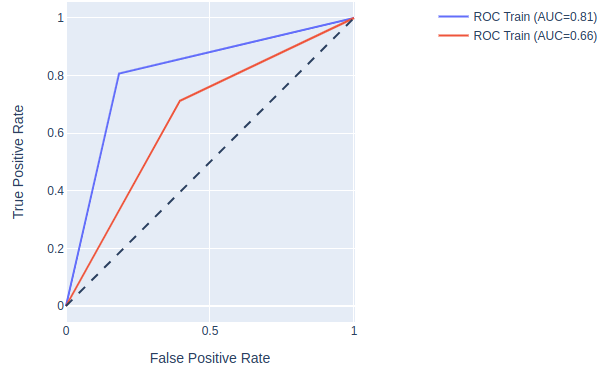 ROC Train (AUC=0.81)
ROC Train (AUC=0.66)
1
0.8
0.6
0.4
0.2
0
True Positive Rate
0
0.5
1
False Positive Rate